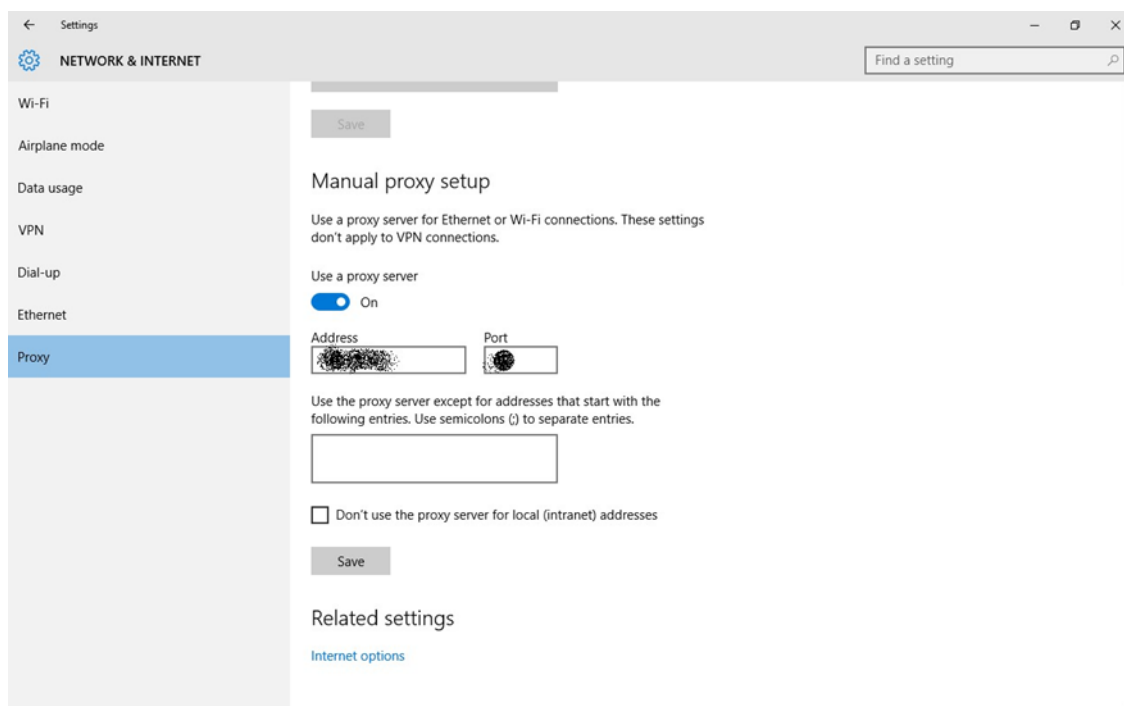 Settings
NETWORK & INTERNET
Find a setting
Wi-Fi
Airplane mode
Data usage
VPN
Dial-up
Ethernet
Proxy
Save
Manual proxy setup
Use a proxy server for Ethernet or Wi-Fi connections. These settings
don't apply to VPN connections.
Use a proxy server
On
Address Port
Use the proxy server except for addresses that start with the
following entries. Use semicolons (;) to separate entries.
Don't use the proxy server for local (intranet) addresses
Save
Related settings
Internet options